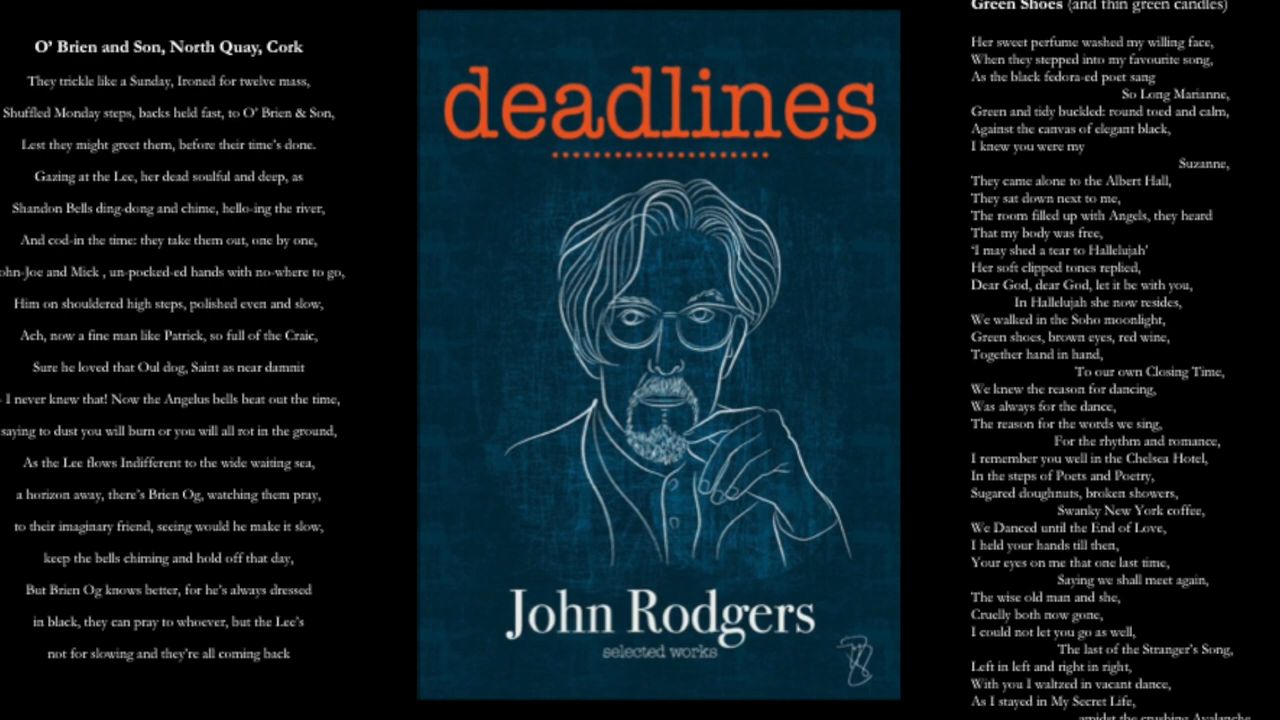 O' Brien and Son, North Quay, Cork
They trickle like a Sunday, Ironed for twelve mass,
Shuffled Monday steps, backs held fast, to O' Brien & Son,
Lest they might greet them, before their time's done.
Gazing at the Lee, her dead soulful and deep, as
Shandon Bells ding-dong and chime, hello-ing the river,
And cod-in the time: they take them out, one by one,
ohn-Joe and Mick , un-pocked-ed hands with no-where to go,
Him on shouldered high steps, polished even and slow,
Ach, now a fine man like Patrick, so full of the Craic,
Sure he loved that Oul dog, Saint as near damnit
I never knew that! Now the Angelus bells beat out the time,
saying to dust you will burn or you will all rot in the ground,
As the Lee flows Indifferent to the wide waiting sea,
a horizon away, there's Brien Og, watching them pray,
to their imaginary friend, seeing would he make it slow,
keep the bells chiming and hold off that day,
But Brien Og knows better, for he's always dressed
in black, they can pray to whoever, but the Lee's
not for slowing and they're all coming back
deadlines
John Rodgers
selected works
Green Shoes (and thin green candles)
Her sweet perfume washed my willing face,
When they stepped into my favourite song,
As the black fedora-ed poet sang
So Long Marianne,
Green and tidy buckled: round toed and calm,
Against the canvas of elegant black,
I knew you were my
Suzanne,
They came alone to the Albert Hall,
They sat down next to me,
The room filled up with Angels, they heard
That my body was free,
'I may shed a tear to Hallelujah'
Her soft clipped tones replied,
Dear God, dear God, let it be with you,
In Hallelujah she now resides,
We walked in the Soho moonlight,
Green shoes, brown eyes, red wine,
Together hand in hand,
To our own Closing Time,
We knew the reason for dancing,
Was always for the dance,
The reason for the words we sing,
For the rhythm and romance,
I remember you well in the Chelsea Hotel,
In the steps of Poets and Poetry,
Sugared doughnuts, broken showers,
Swanky New York coffee,
We Danced until the End of Love,
I held your hands till then,
Your eyes on me that one last time,
Saying we shall meet again,
The wise old man and she,
Cruelly both now gone,
I could not let you go as well,
The last of the Stranger's Song,
Left in left and right in right,
With you I waltzed in vacant dance,
As I stayed in My Secret Life,
amidst the crushing Avalanche